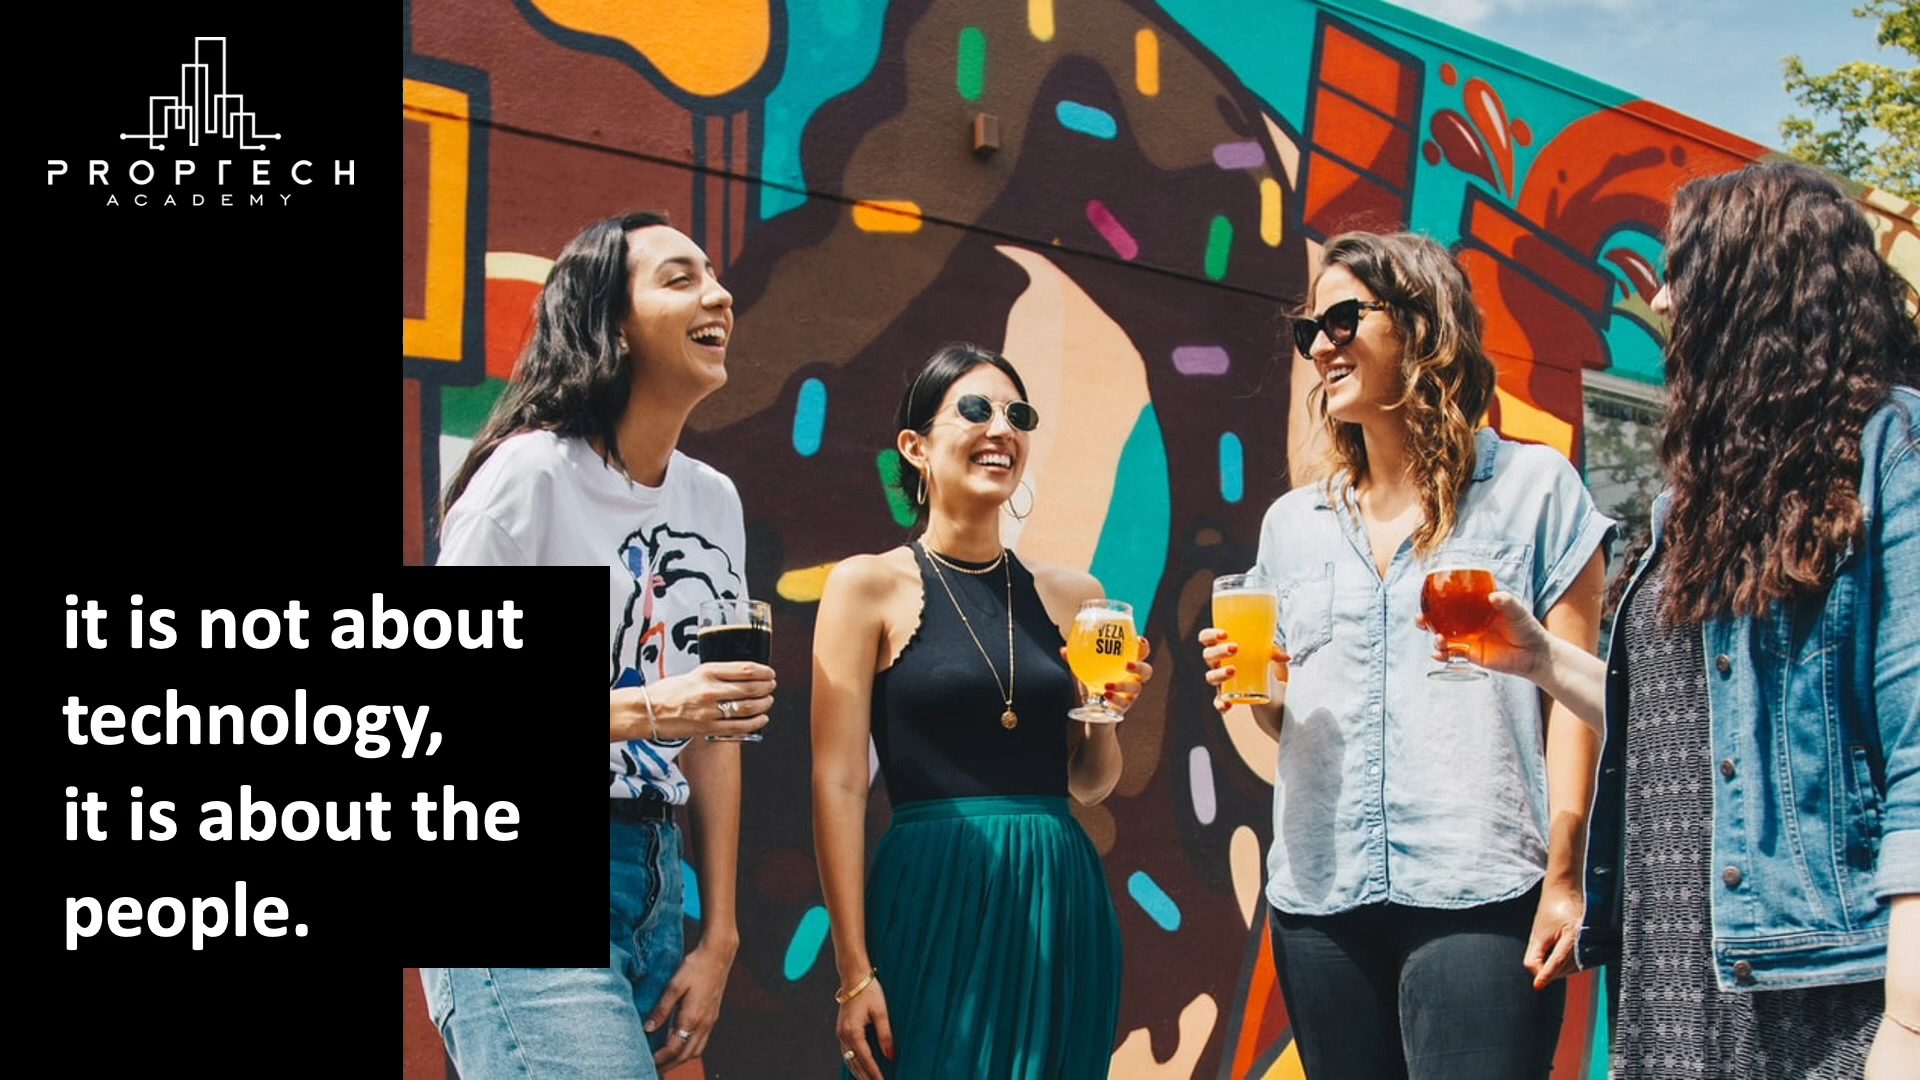 PROPTECH
ACADEMY
it is not about
technology,
it is about the
people.
VEZA
SUR